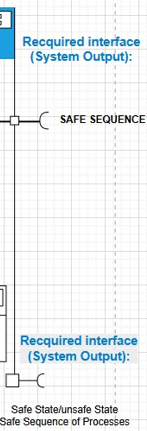 Recquired interface
(System Output):
SAFE SEQUENCE
Recquired interface
(System Output):
Safe State/unsafe State
Safe Sequence of Processes